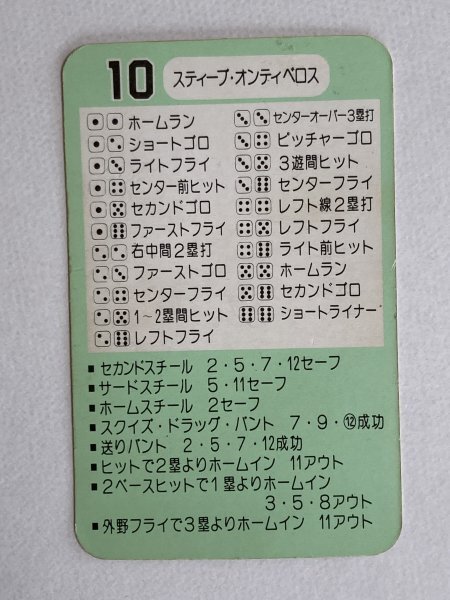 10 スティーブ・オンティベロス
ホームラン
ショートゴロ
ライトフライ
センター前ヒット
セカンドゴロ
ファーストフライ
右中間2塁打
ファーストゴロ
センターフライ
1~2塁間ヒット
レフトフライ
センターオーバー3塁打
ピッチャーゴロ
3遊間ヒット
センターフライ
レフト線2塁打
レフトフライ
ライト前ヒット
ホームラン
セカンドゴロ
ショートライナー
■セカンドスチール 2・5・7・12セーフ
■サードスチール 5・11セーフ
■ホームスチール 2セーフ
■スクイズ・ドラッグ・バント 7・9・⑫成功
■送りバント 2・5・7・12成功
■ヒットで2塁よりホームイン 11アウト
■2ベースヒットで1塁よりホームイン
3・5・8アウト
■外野フライで3塁よりホームイン 11アウト